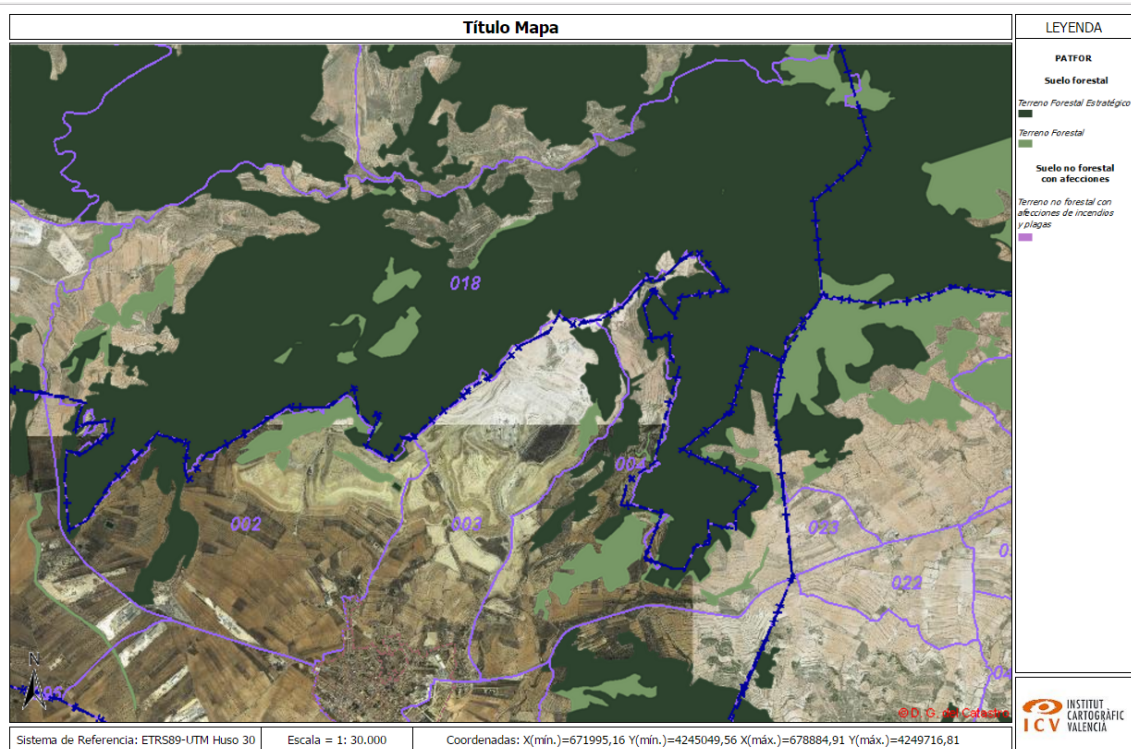 Título Mapa
LEYENDA
PATFOR
Suelo forestal
Terreno Forestal Estratégico
Terreno Forestal
Suelo no forestal
con afecciones
Terreno no forestal con
afecciones de incendios
y plagas
018
004
002
003
023
022
N
© D. G. del Catastro
ICV
INSTITUT
CARTOGRÀFIC
VALENCIÀ
Sistema de Referencia: ETRS89-UTM Huso 30
Escala = 1: 30.000
Coordenadas: X(mín.)=671995,16 Y(mín.)=4245049,56 X(máx.)=678884,91 Y(máx.)=4249716,81